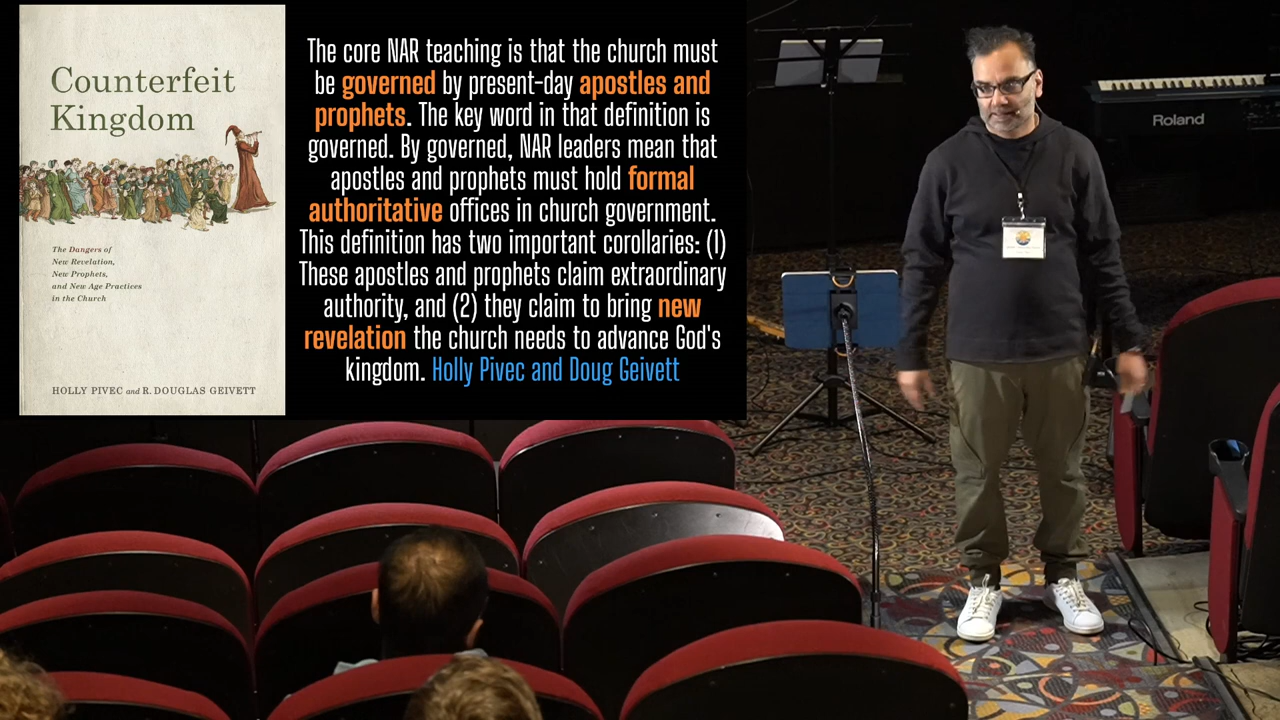 Counterfeit
Kingdom
The Dangers of
New Revelation,
New Prophets,
and New Age Practices
in the Church
HOLLY PIVEC and R. DOUGLAS GEIVETT
The core NAR teaching is that the church must
be governed by present-day apostles and
prophets. The key word in that definition is
governed. By governed, NAR leaders mean that
apostles and prophets must hold formal
authoritative offices in church government.
This definition has two important corollaries: (1)
These apostles and prophets claim extraordinary
authority, and (2) they claim to bring new
revelation the church needs to advance God's
kingdom. Holly Pivec and Doug Geivett
Roland